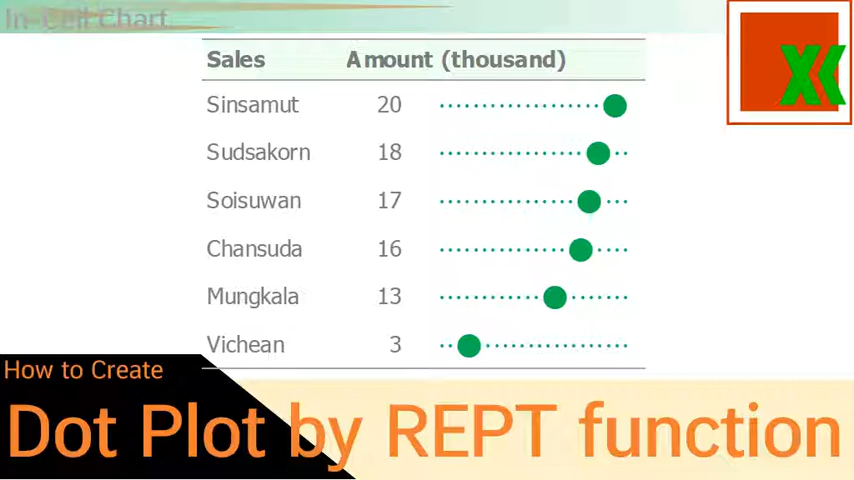 In-Cell Chart
Sales Amount (thousand)
Sinsamut 20
Sudsakorn 18
Soisuwan 17
Chansuda 16
Mungkala 13
Vichean 3
How to Create
Dot Plot by REPT function